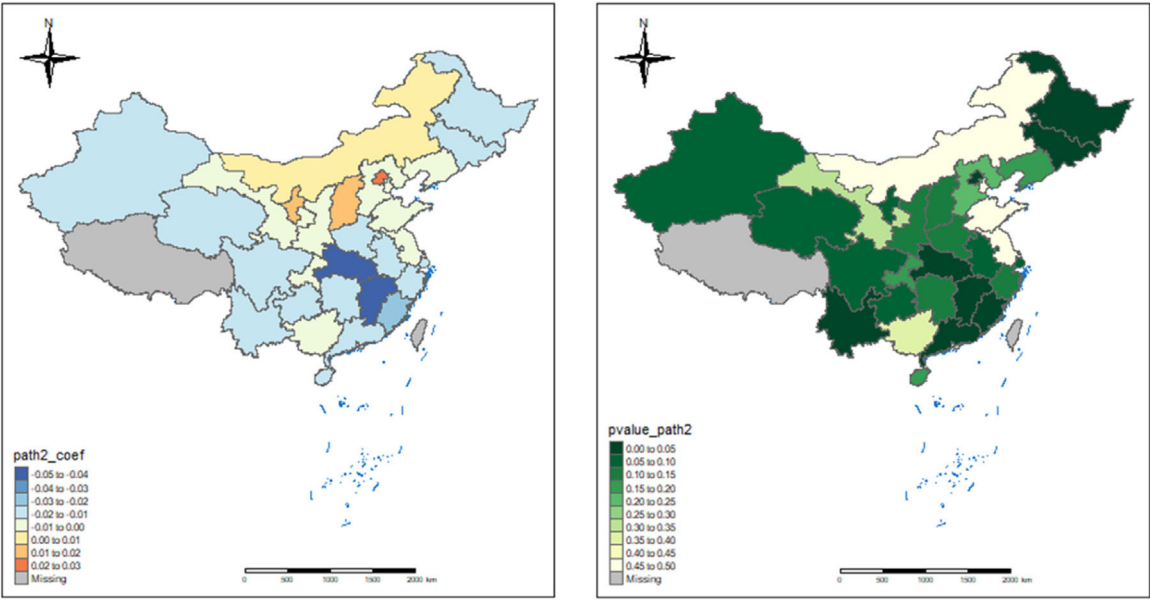 N
path2_coef
-0.05 to -0.04
-0.04 to -0.03
-0.03 to -0.02
-0.02 to -0.01
-0.01 to 0.00
0.00 to 0.01
0.01 to 0.02
0.02 to 0.03
Missing
0 500 1000 1500 2000 km
N
pvalue_path2
0.00 to 0.05
0.05 to 0.10
0.10 to 0.15
0.15 to 0.20
0.20 to 0.25
0.25 to 0.30
0.30 to 0.35
0.35 to 0.40
0.40 to 0.45
0.45 to 0.50
Missing
0 500 1000 1500 2000 km